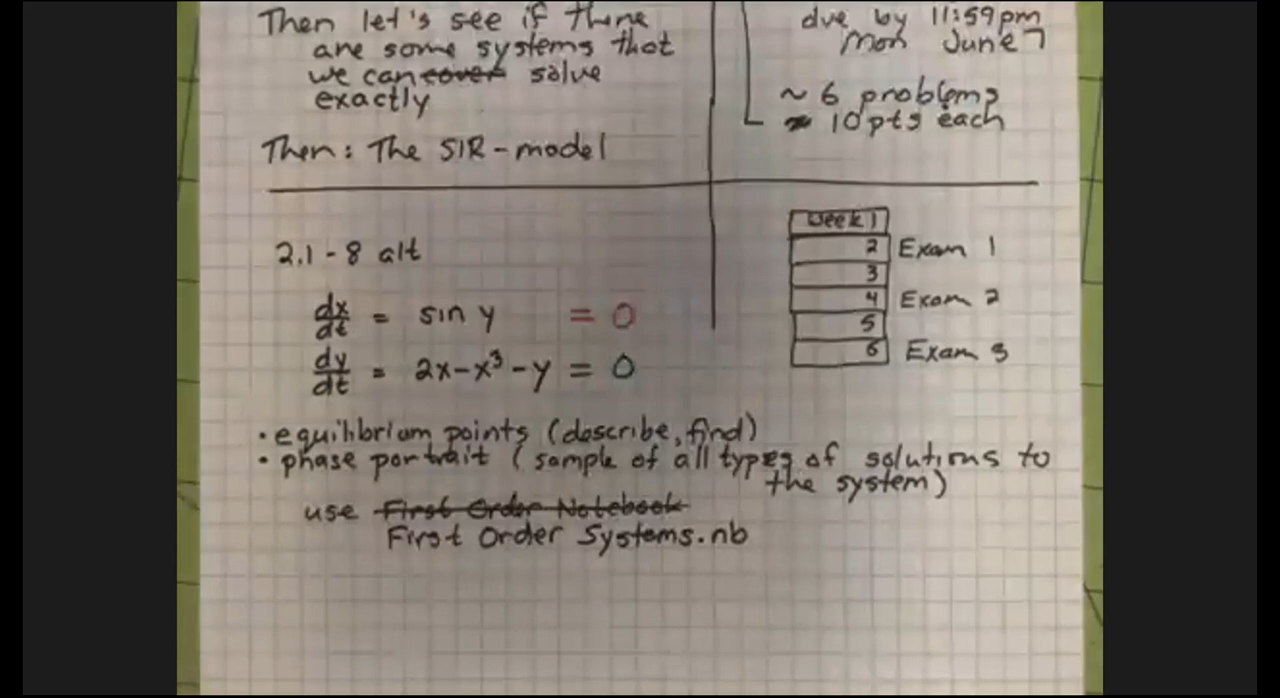 Then let's see if there
are some systems that
we can cover solve
exactly
Then: The SIR-model
due by 11:59pm
Mon June 7
~ 6 problems
~ 10 pts each
Week 1
2 Exam 1
3
4 Exam 2
5
6 Exam 3
2.1 - 8 alt
dx/dt = sin y = 0
dy/dt = 2x-x³-y = 0
• equilibrium points (describe, find)
• phase portrait (sample of all types of solutions to
the system)
use First Order Notebook
First Order Systems.nb